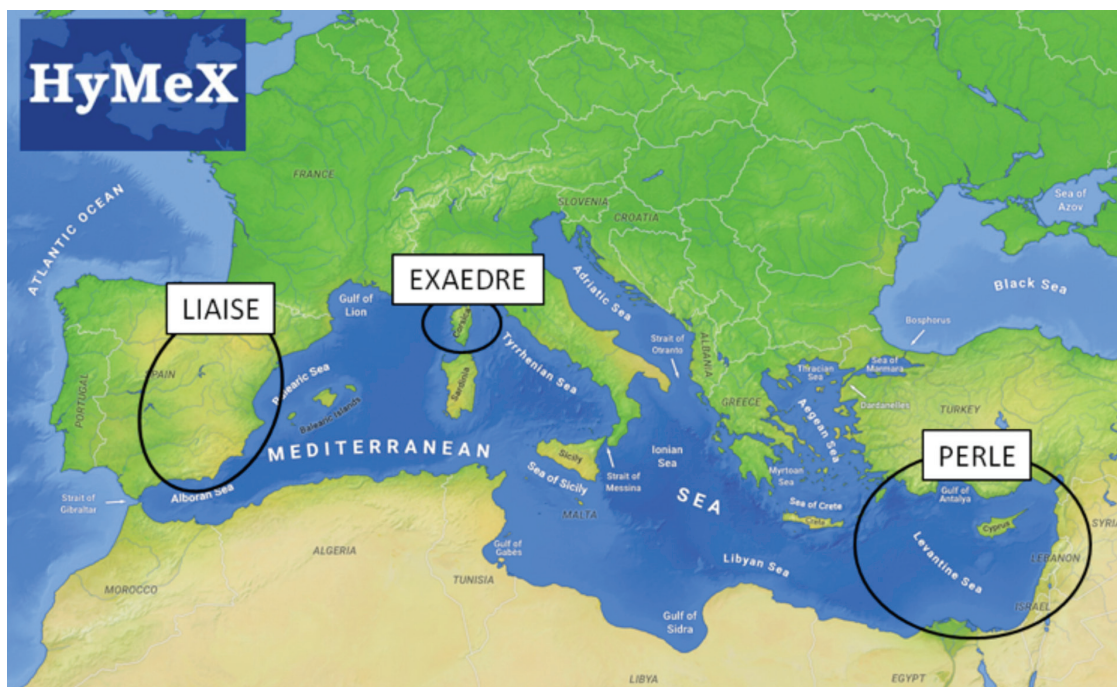 HyMeX
ATLANTIC OCEAN
FRANCE
SLOVENIA
CROATIA
Sea of
Azov
Black Sea
Bosphorus
LIAISE
EXAEDRE
Gulf of
Lion
Corsica
Adriatic Sea
Strait of
Otranto
ALBANIA
Sea of
Marmara
Thracian
Sea
Dardanelles
TURKEY
PORTUGAL
SPAIN
Balearic Sea
Balearic Islands
Sardinia
Tyrrhenian Sea
GREECE
Aegean Sea
MEDITERRANEAN
SEA
Sicily
Ionian
Sea
Myrtoan
Sea
PERLE
Gulf of
Antalya
Strait of
Gibraltar
Alboran Sea
Sea of Sicily
Strait of
Messina
MALTA
Sea of Crete
Crete
Cyprus
SYRIA
LEBANON
Levantine Sea
ISRAEL
MOROCCO
ALGERIA
TUNISIA
Gulf of
Gabès
Libyan Sea
Gulf of
Sidra
LIBYA
EGYPT